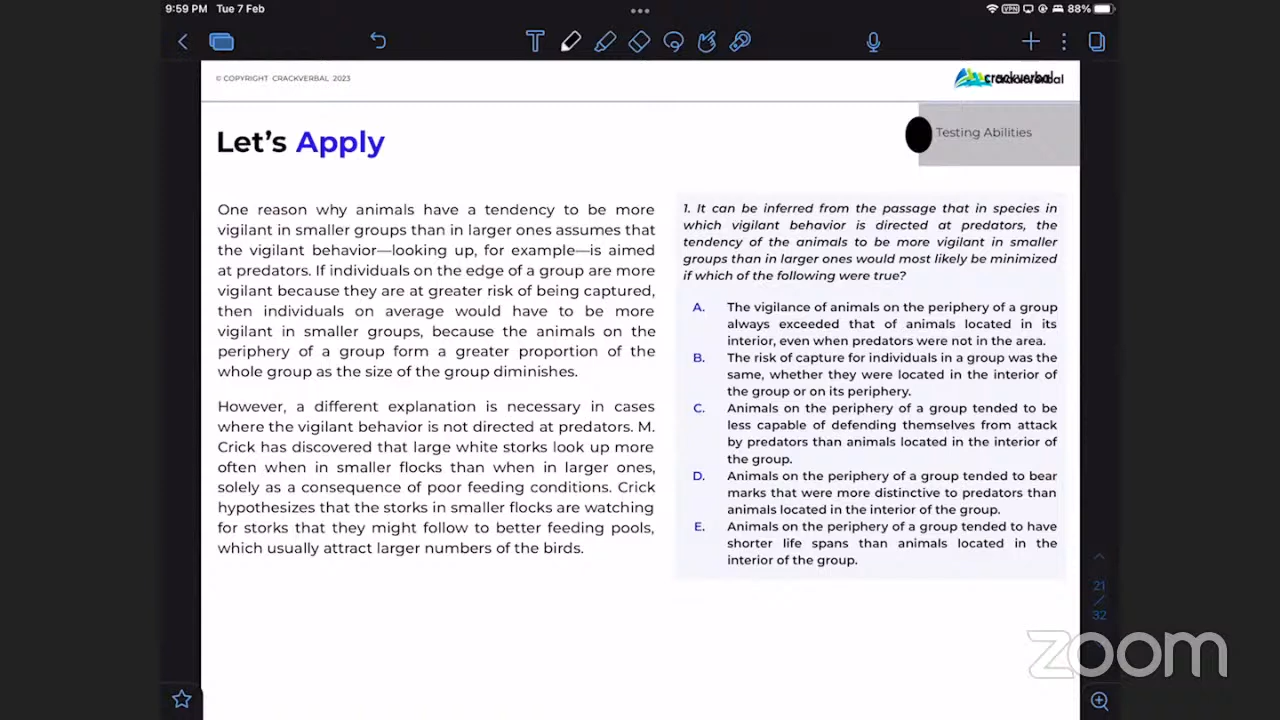 9:59 PM Tue 7 Feb
VPN
88%
© COPYRIGHT CRACKVERBAL 2023
crackverbal
Let's Apply
Testing Abilities
One reason why animals have a tendency to be more
vigilant in smaller groups than in larger ones assumes that
the vigilant behavior—looking up, for example—is aimed
at predators. If individuals on the edge of a group are more
vigilant because they are at greater risk of being captured,
then individuals on average would have to be more
vigilant in smaller groups, because the animals on the
periphery of a group form a greater proportion of the
whole group as the size of the group diminishes.
However, a different explanation is necessary in cases
where the vigilant behavior is not directed at predators. M.
Crick has discovered that large white storks look up more
often when in smaller flocks than when in larger ones,
solely as a consequence of poor feeding conditions. Crick
hypothesizes that the storks in smaller flocks are watching
for storks that they might follow to better feeding pools,
which usually attract larger numbers of the birds.
1. It can be inferred from the passage that in species in
which vigilant behavior is directed at predators, the
tendency of the animals to be more vigilant in smaller
groups than in larger ones would most likely be minimized
if which of the following were true?
A. The vigilance of animals on the periphery of a group
always exceeded that of animals located in its
interior, even when predators were not in the area.
B. The risk of capture for individuals in a group was the
same, whether they were located in the interior of
the group or on its periphery.
C. Animals on the periphery of a group tended to be
less capable of defending themselves from attack
by predators than animals located in the interior of
the group.
D. Animals on the periphery of a group tended to bear
marks that were more distinctive to predators than
animals located in the interior of the group.
E. Animals on the periphery of a group tended to have
shorter life spans than animals located in the
interior of the group.
21
/
32
zoom